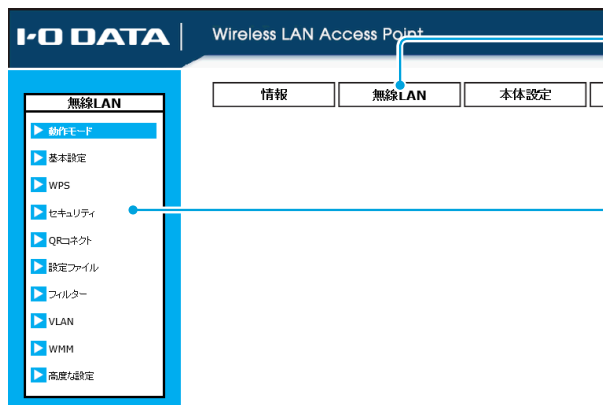 I-O DATA
Wireless LAN Access Point
情報
無線LAN
本体設定
無線LAN
動作モード
基本設定
WPS
セキュリティ
QRコネクト
設定ファイル
フィルター
VLAN
WMM
高度な設定